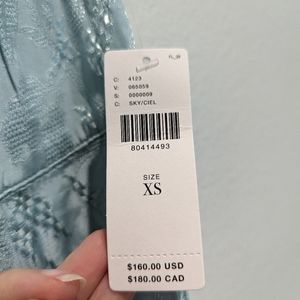 C: 4123
V: 065059
S: 0000009
C: SKY/CIEL
80414493
SIZE
XS
$160.00 USD
$180.00 CAD